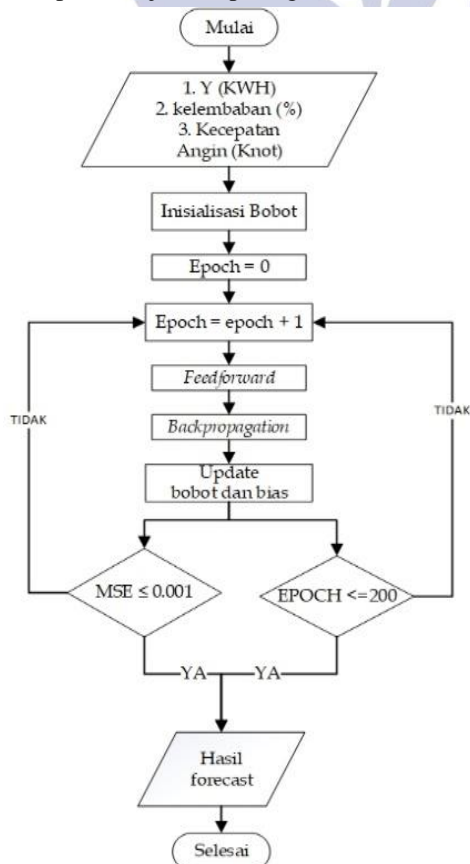 Mulai
1. Y (KWH)
2. kelembaban (%)
3. Kecepatan
Angin (Knot)
Inisialisasi Bobot
Epoch = 0
Epoch = epoch + 1
Feedforward
TIDAK
TIDAK
Backpropagation
Update
bobot dan bias
MSE ≤ 0.001
EPOCH <=200
YA
YA
Hasil
forecast
Selesai